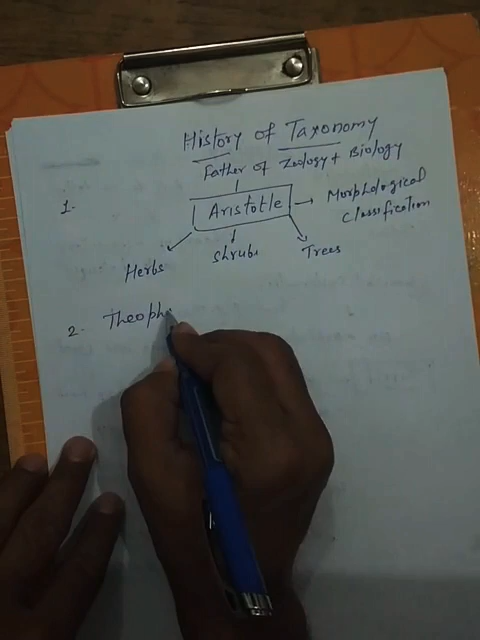 History of Taxonomy
Father of Zoology + Biology
1.
Aristotle → Morphological
Classification
Herbs
Shrubs
Trees
2. Theoph